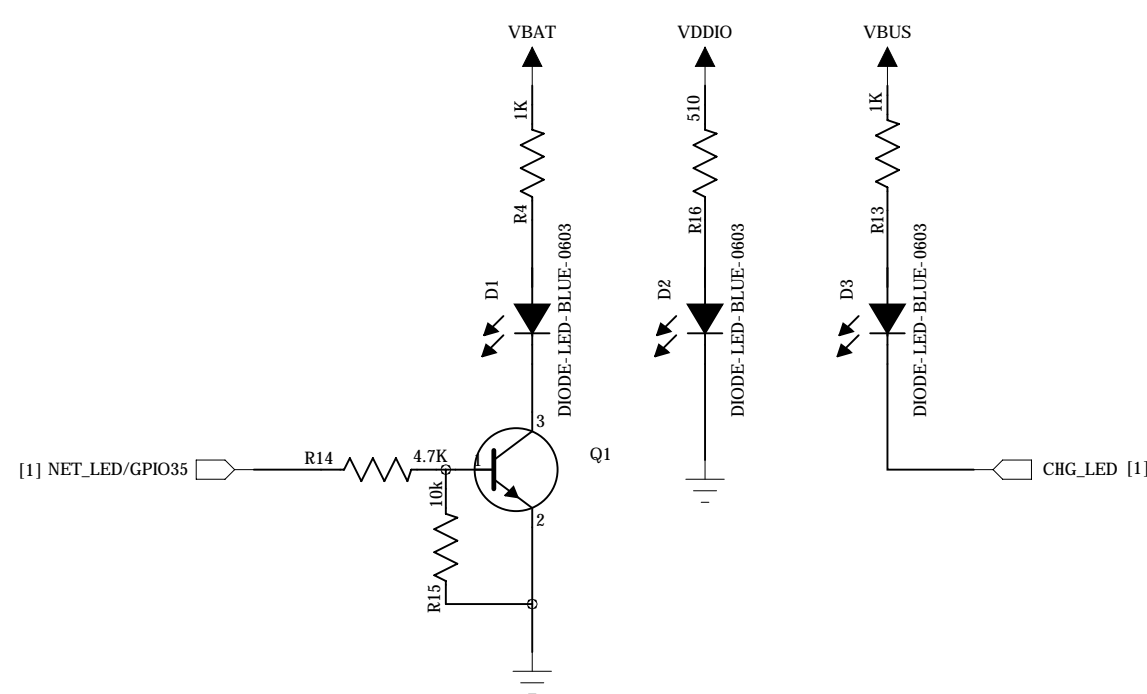 VBAT
VDDIO
VBUS
1K
510
1K
R4
R16
R13
D1
DIODE-LED-BLUE-0603
D2
DIODE-LED-BLUE-0603
D3
DIODE-LED-BLUE-0603
3
Q1
[1] NET_LED/GPIO35
R14
4.7K
1
CHG_LED [1]
10k
2
R15